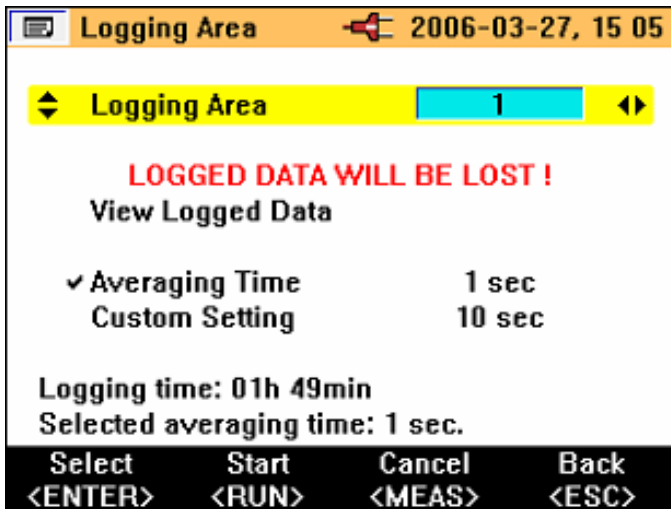 Logging Area 2006-03-27, 15 05
Logging Area 1
LOGGED DATA WILL BE LOST !
View Logged Data
Averaging Time 1 sec
Custom Setting 10 sec
Logging time: 01h 49min
Selected averaging time: 1 sec.
Select Start Cancel Back
<ENTER> <RUN> <MEAS> <ESC>